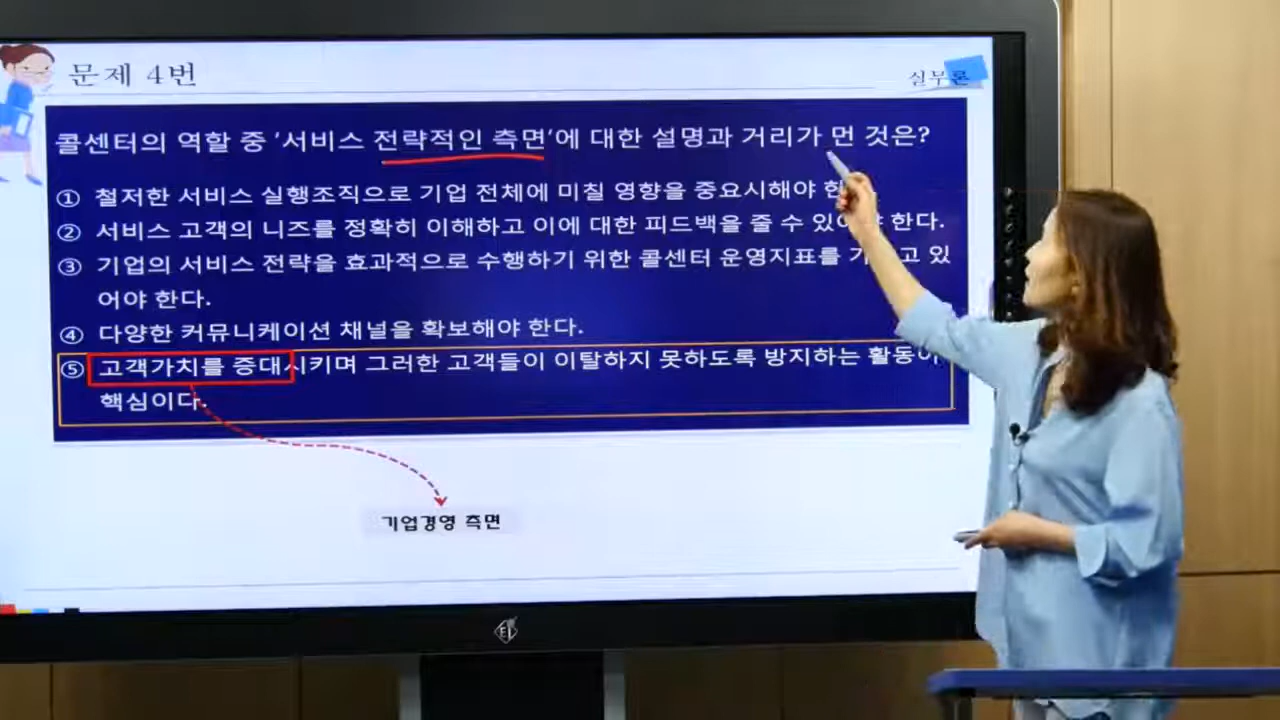 문제 4번
실무론
콜센터의 역할 중 '서비스 전략적인 측면'에 대한 설명과 거리가 먼 것은?
① 철저한 서비스 실행조직으로 기업 전체에 미칠 영향을 중요시해야 한
② 서비스 고객의 니즈를 정확히 이해하고 이에 대한 피드백을 줄 수 있어야 한다.
③ 기업의 서비스 전략을 효과적으로 수행하기 위한 콜센터 운영지표를 가 고 있
어야 한다.
④ 다양한 커뮤니케이션 채널을 확보해야 한다.
⑤ 고객가치를 증대시키며 그러한 고객들이 이탈하지 못하도록 방지하는 활동이
핵심이다.
기업경영 측면
EL